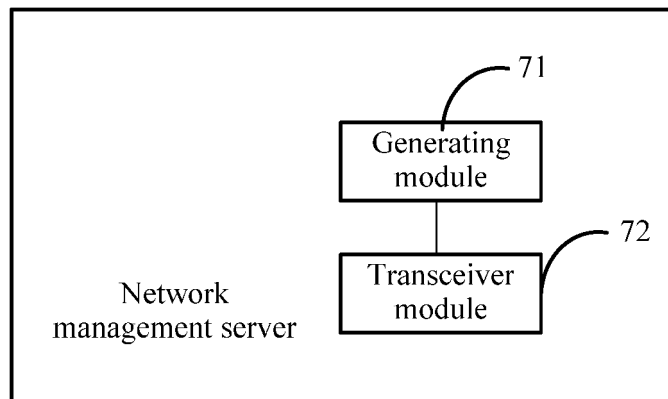 71
Generating
module
72
Transceiver
module
Network
management server